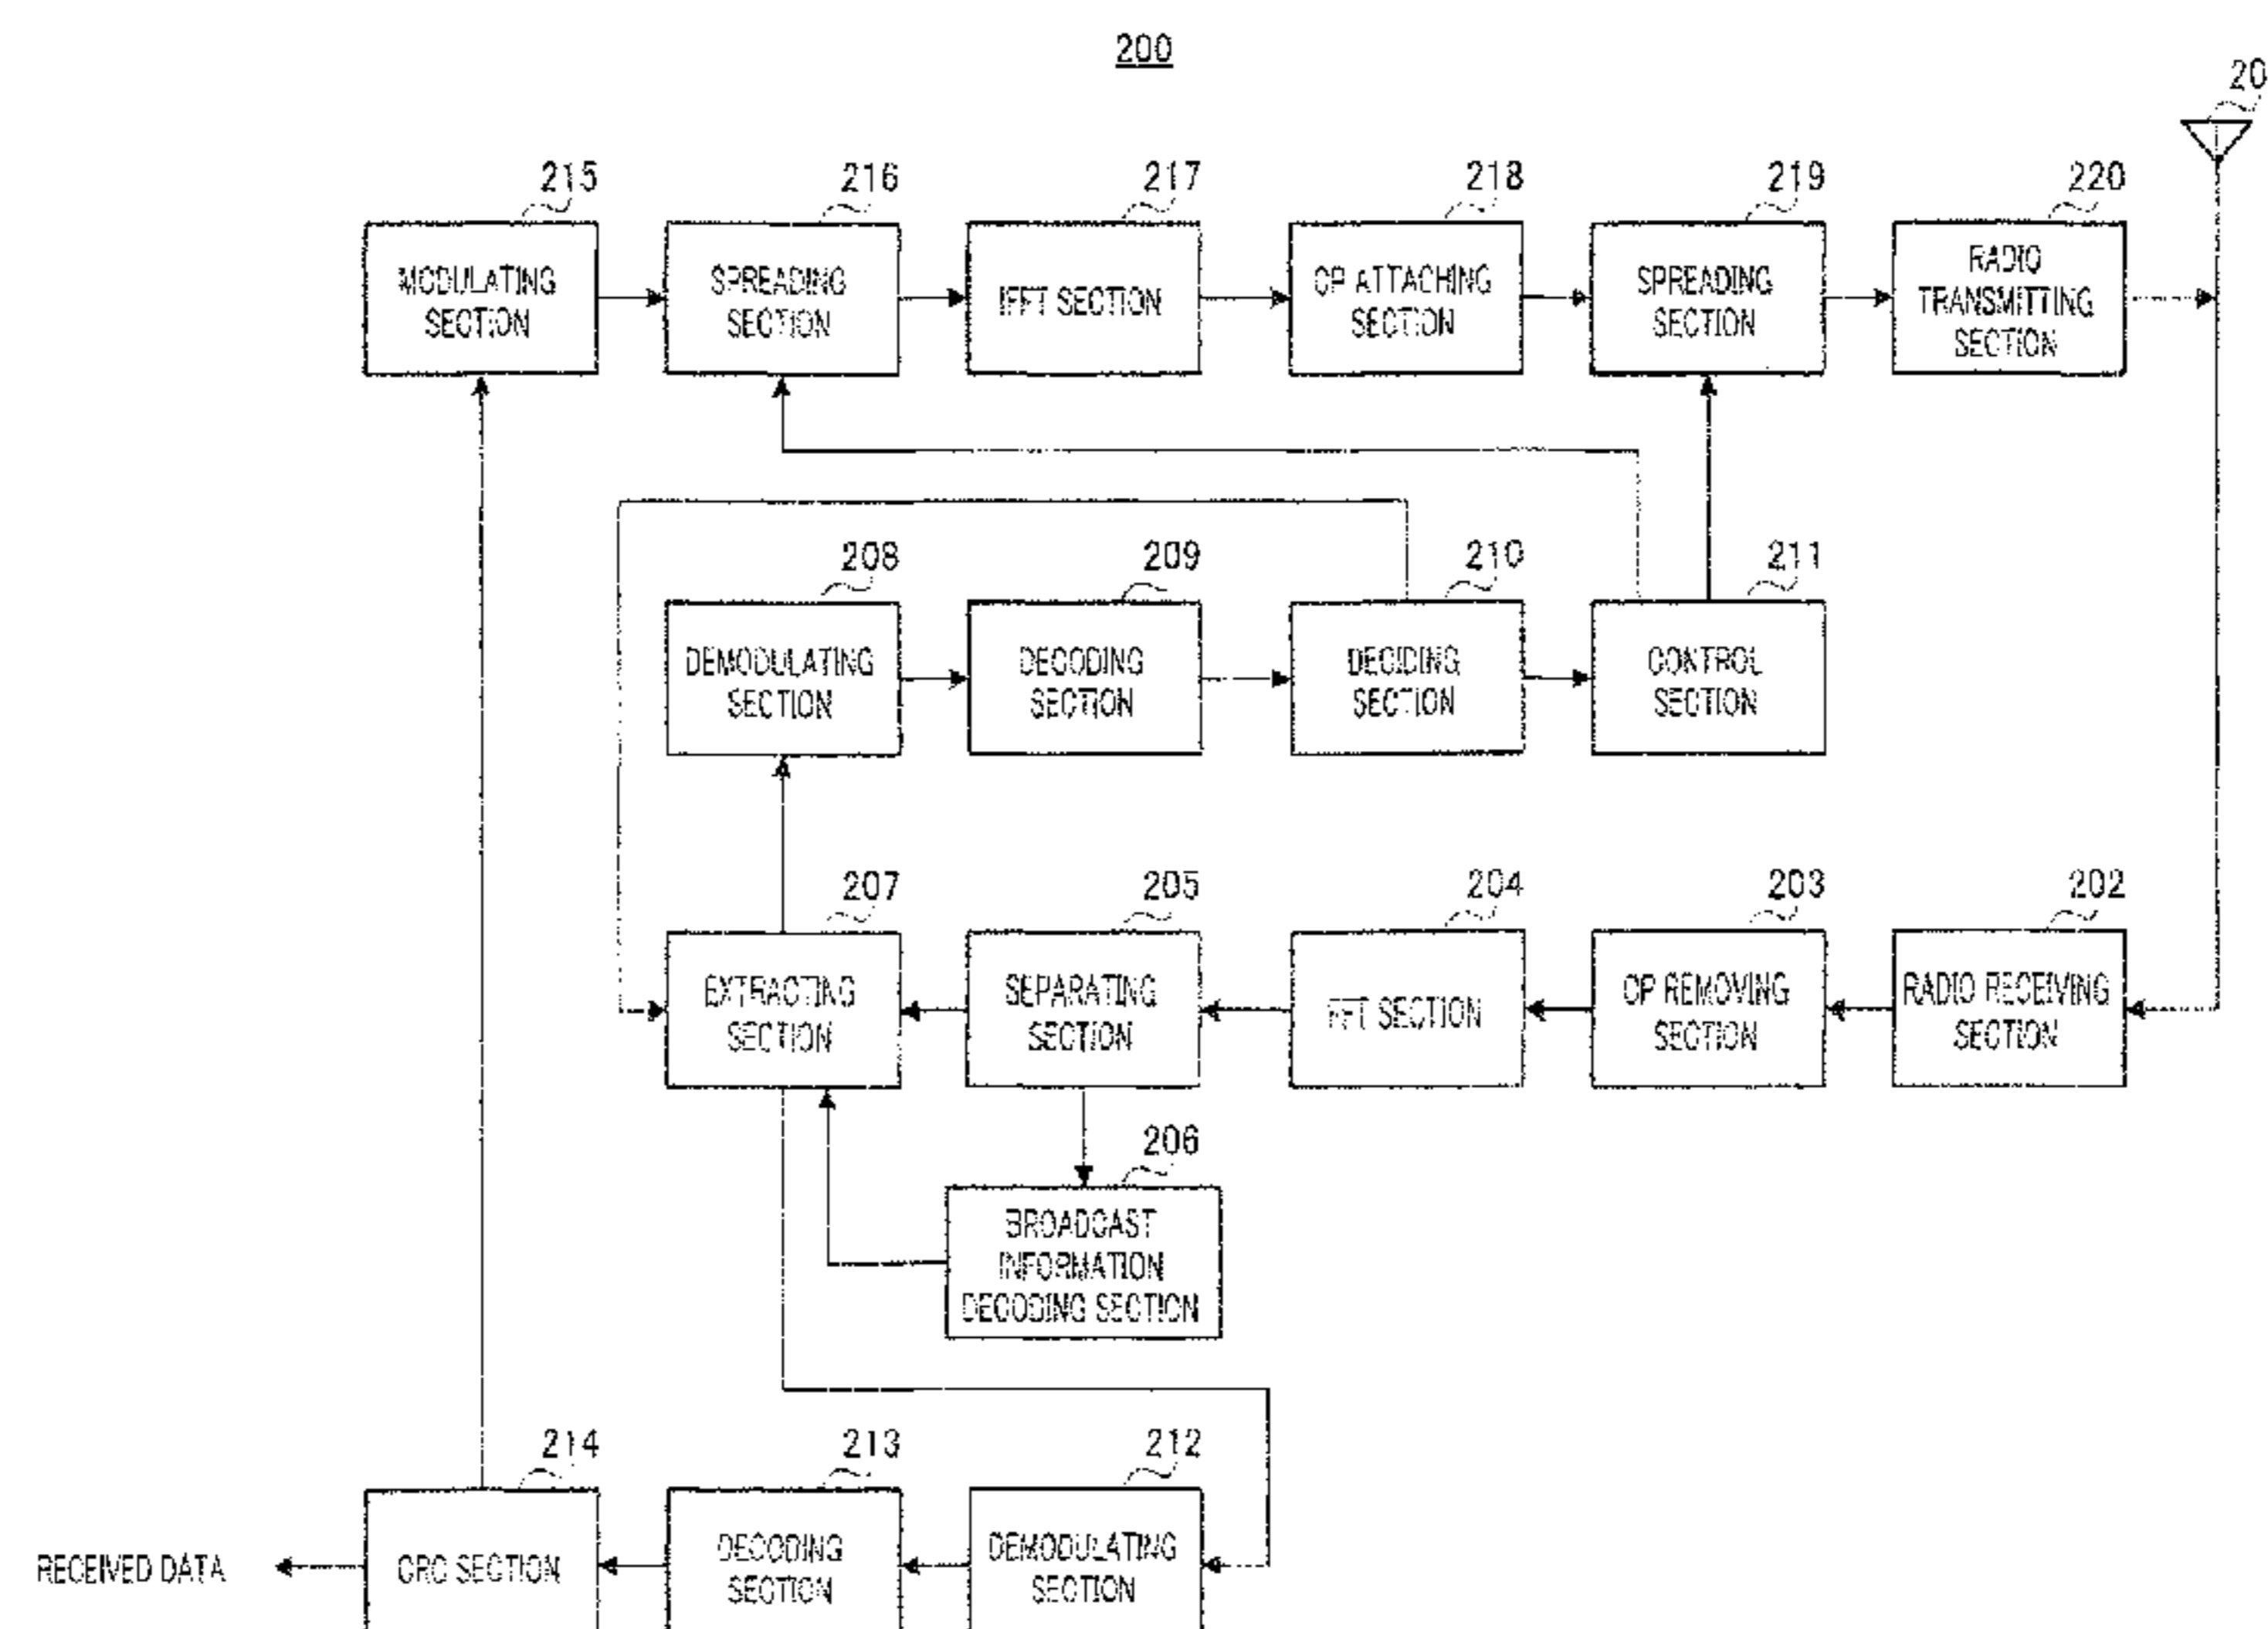 200
20
215
216
217
218
219
220
MODULATING
SECTION
SPREADING
SECTION
IFFT SECTION
CP ATTACHING
SECTION
SPREADING
SECTION
RADIO
TRANSMITTING
SECTION
208
209
210
211
DEMODULATING
SECTION
DECODING
SECTION
DECIDING
SECTION
CONTROL
SECTION
207
205
204
203
202
EXTRACTING
SECTION
SEPARATING
SECTION
FFT SECTION
CP REMOVING
SECTION
RADIO RECEIVING
SECTION
206
BROADCAST
INFORMATION
DECODING SECTION
214
213
212
RECEIVED DATA
CRC SECTION
DECODING
SECTION
DEMODULATING
SECTION